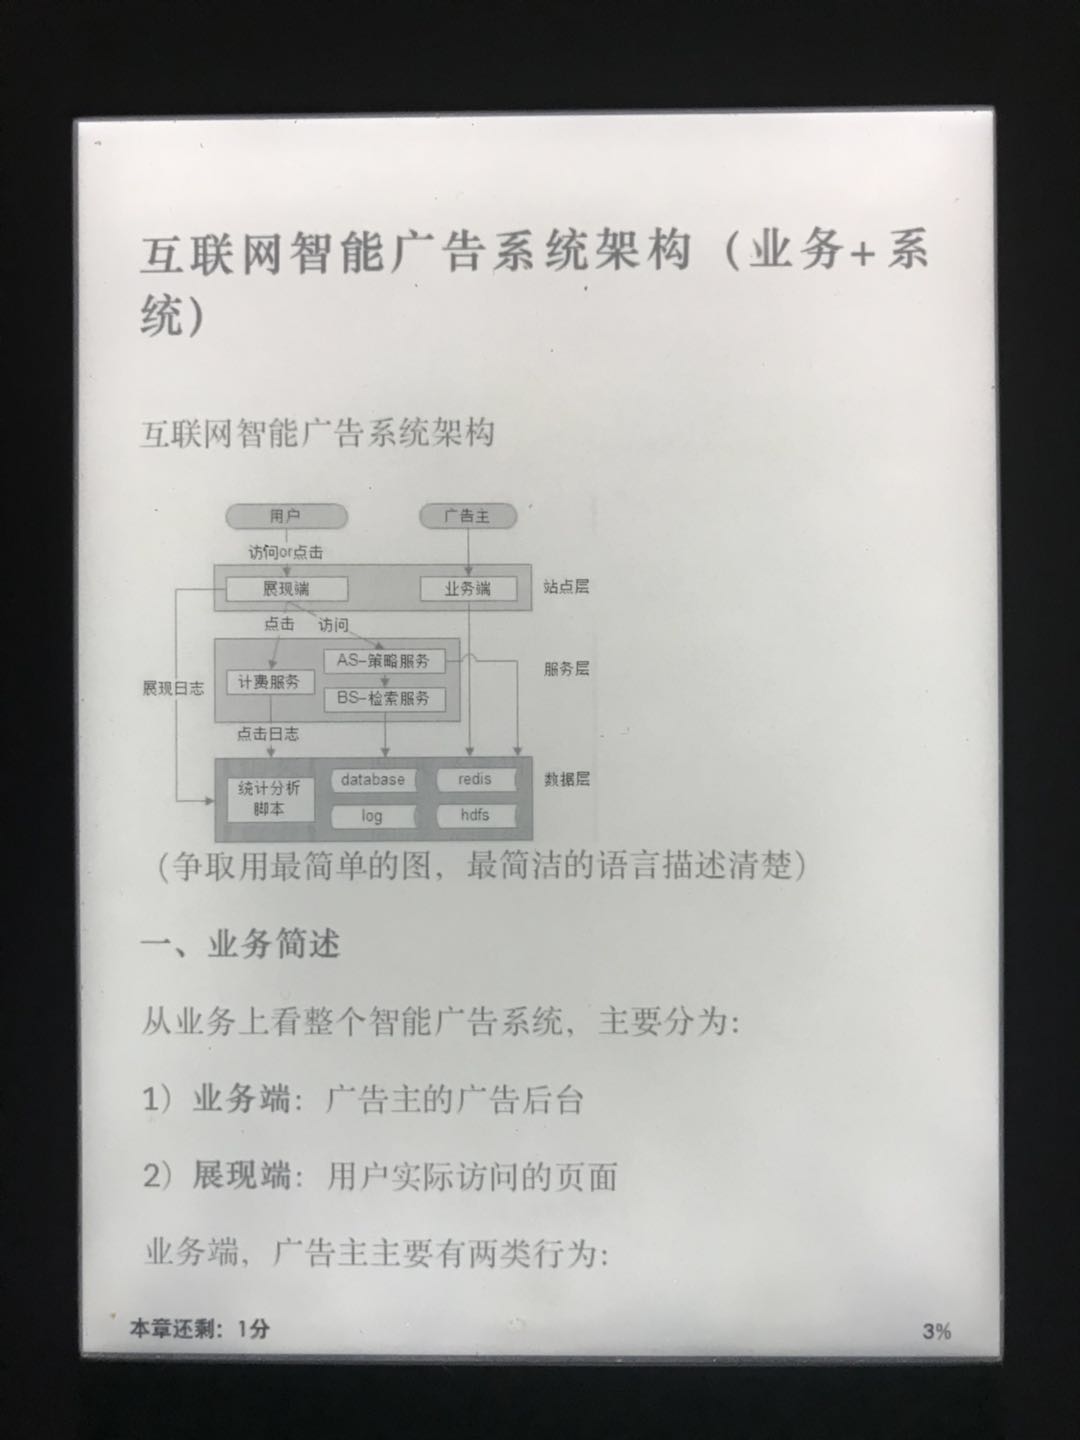 互联网智能广告系统架构（业务+系
统）
互联网智能广告系统架构
用户
广告主
访问or点击
展现端
业务端
站点层
点击
访问
AS-策略服务
服务层
计费服务
展现日志
BS-检索服务
点击日志
统计分析
脚本
database
redis
数据层
log
hdfs
（争取用最简单的图，最简洁的语言描述清楚）
一、业务简述
从业务上看整个智能广告系统，主要分为：
1）业务端：广告主的广告后台
2）展现端：用户实际访问的页面
业务端，广告主主要有两类行为：
本章还剩：1分
3%